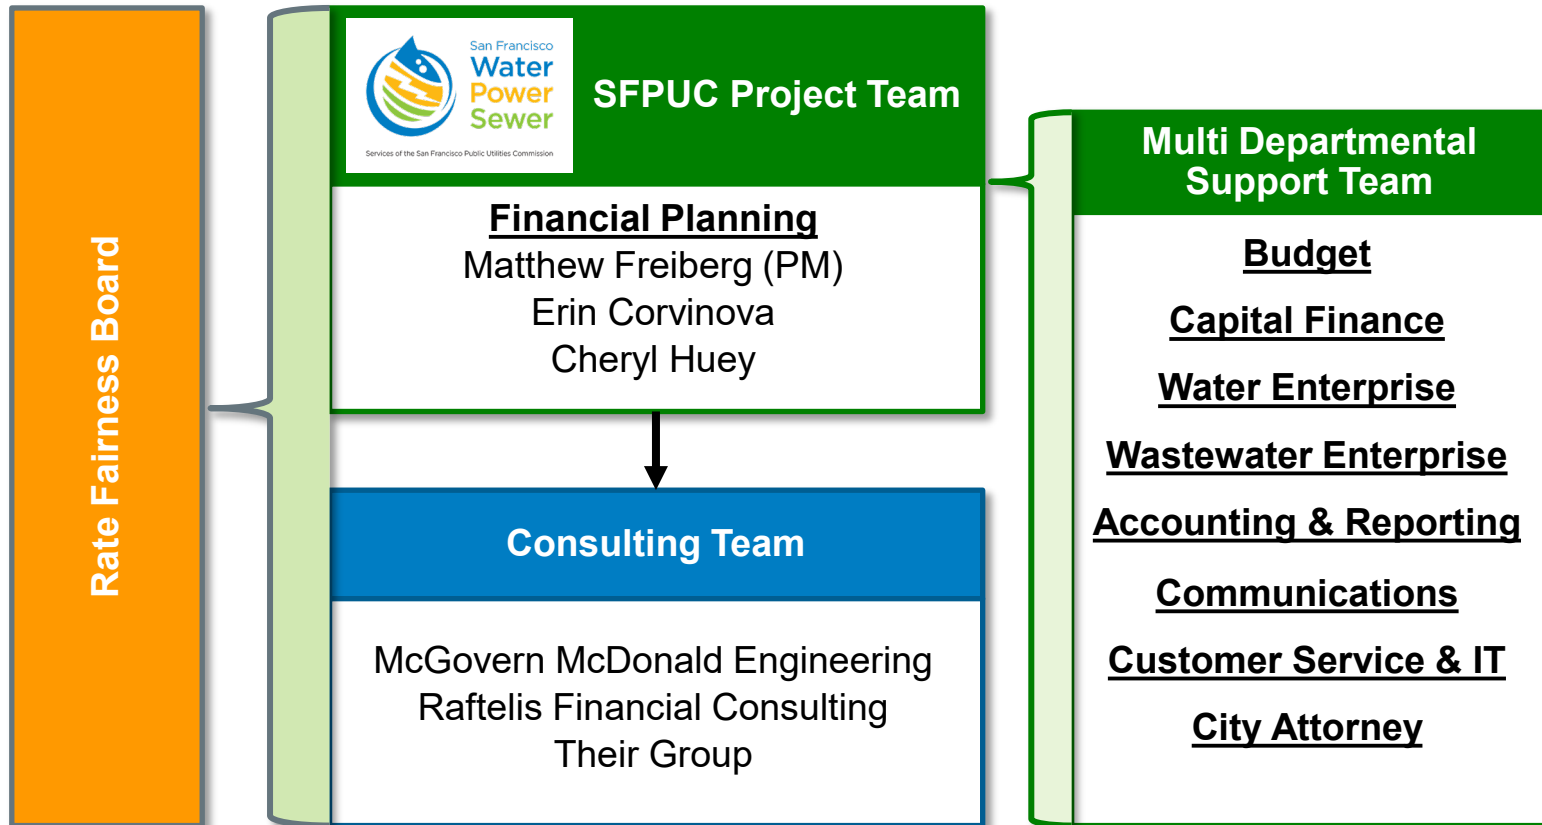 Rate Fairness Board
San Francisco
Water
Power
Sewer
Services of the San Francisco Public Utilities Commission
SFPUC Project Team
Financial Planning
Matthew Freiberg (PM)
Erin Corvinova
Cheryl Huey
Consulting Team
McGovern McDonald Engineering
Raftelis Financial Consulting
Their Group
Multi Departmental
Support Team
Budget
Capital Finance
Water Enterprise
Wastewater Enterprise
Accounting & Reporting
Communications
Customer Service & IT
City Attorney